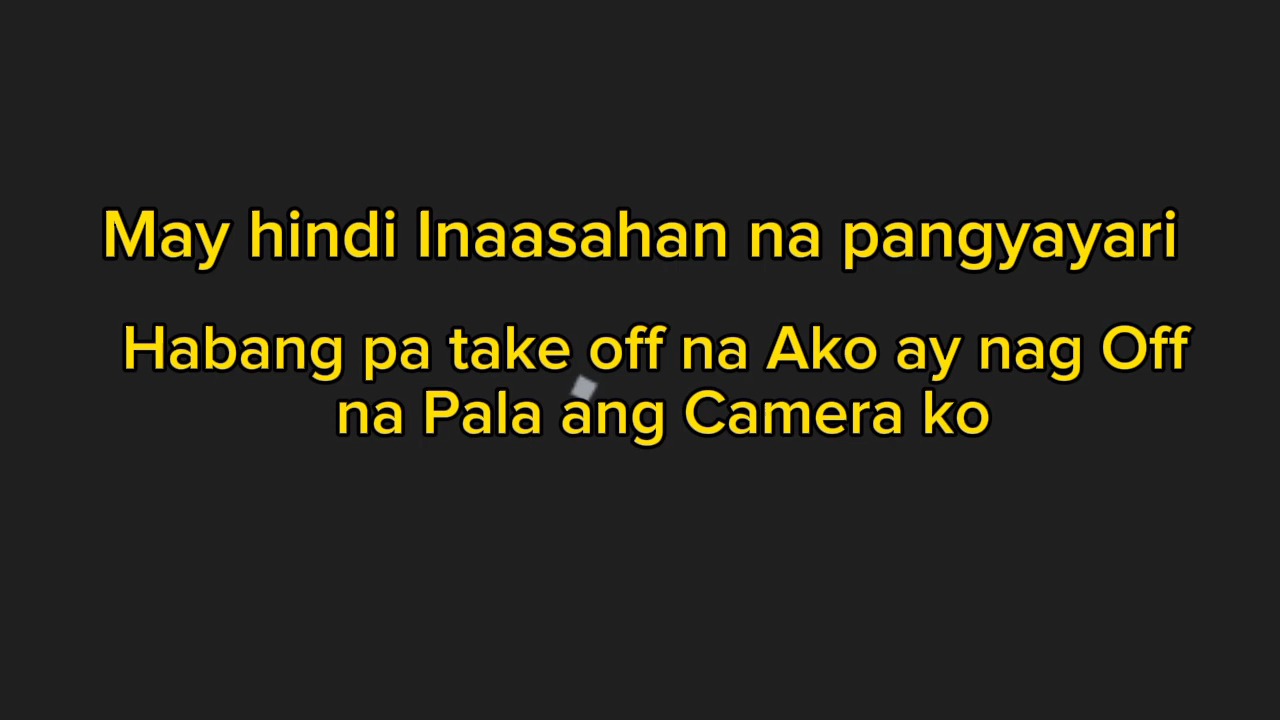 May hindi Inaasahan na pangyayari
Habang pa take off na Ako ay nag Off
na Pala ang Camera ko